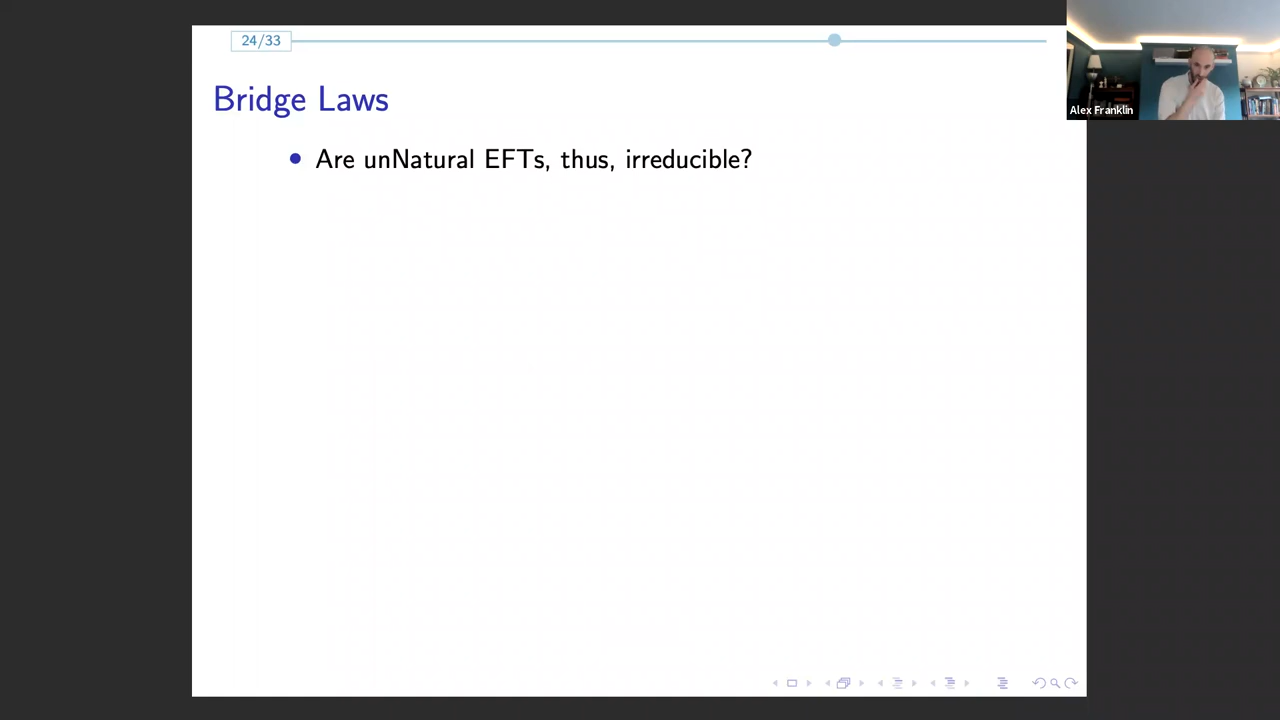 24/33
Alex Franklin
Bridge Laws
• Are unNatural EFTs, thus, irreducible?